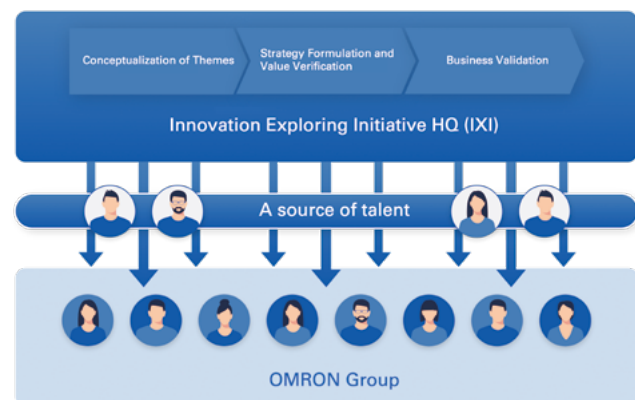 Conceptualization of Themes
Strategy Formulation and
Value Verification
Business Validation
Innovation Exploring Initiative HQ (IXI)
A source of talent
OMRON Group